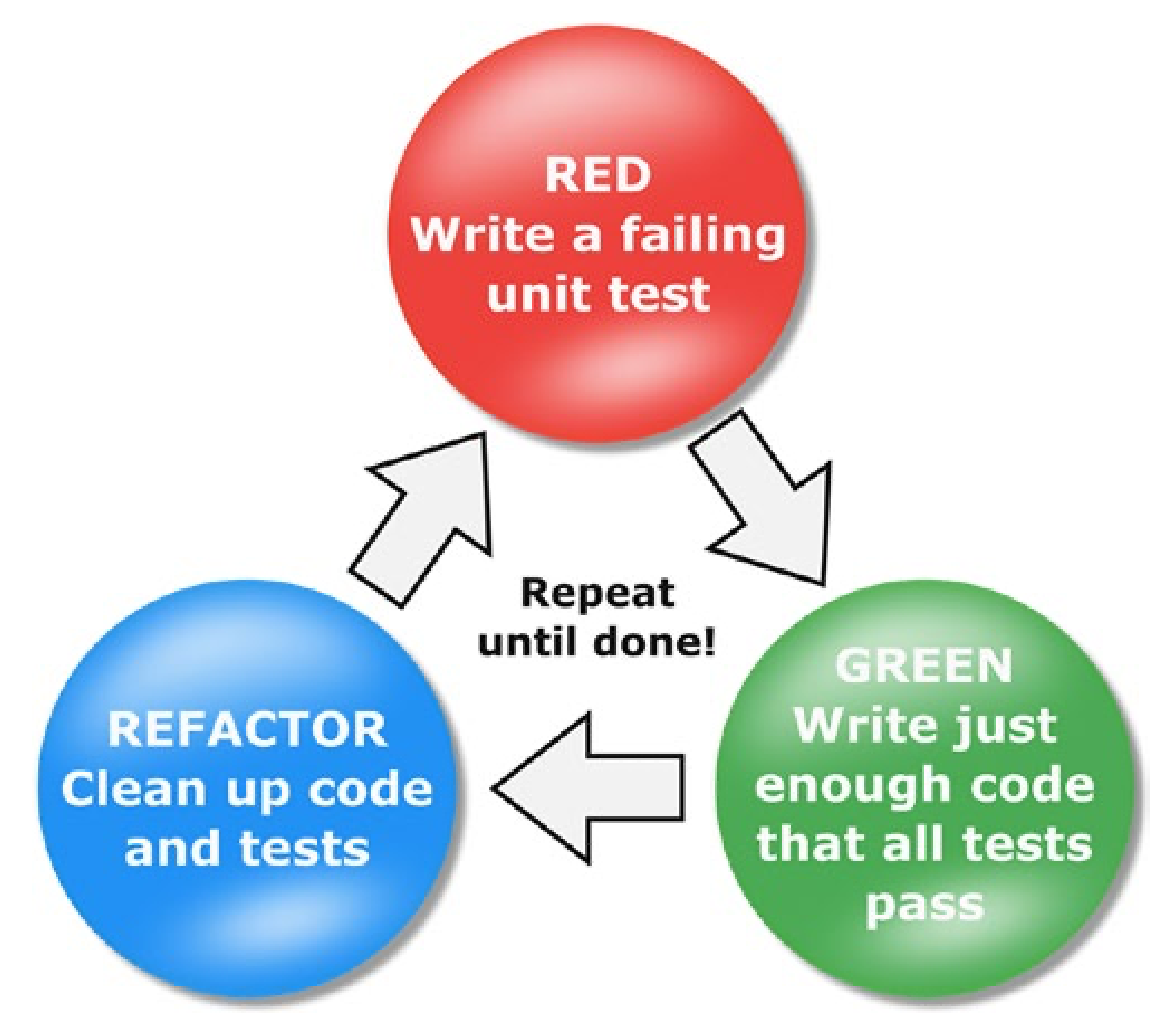 RED
Write a failing
unit test
Repeat
until done!
GREEN
Write just
enough code
that all tests
pass
REFACTOR
Clean up code
and tests